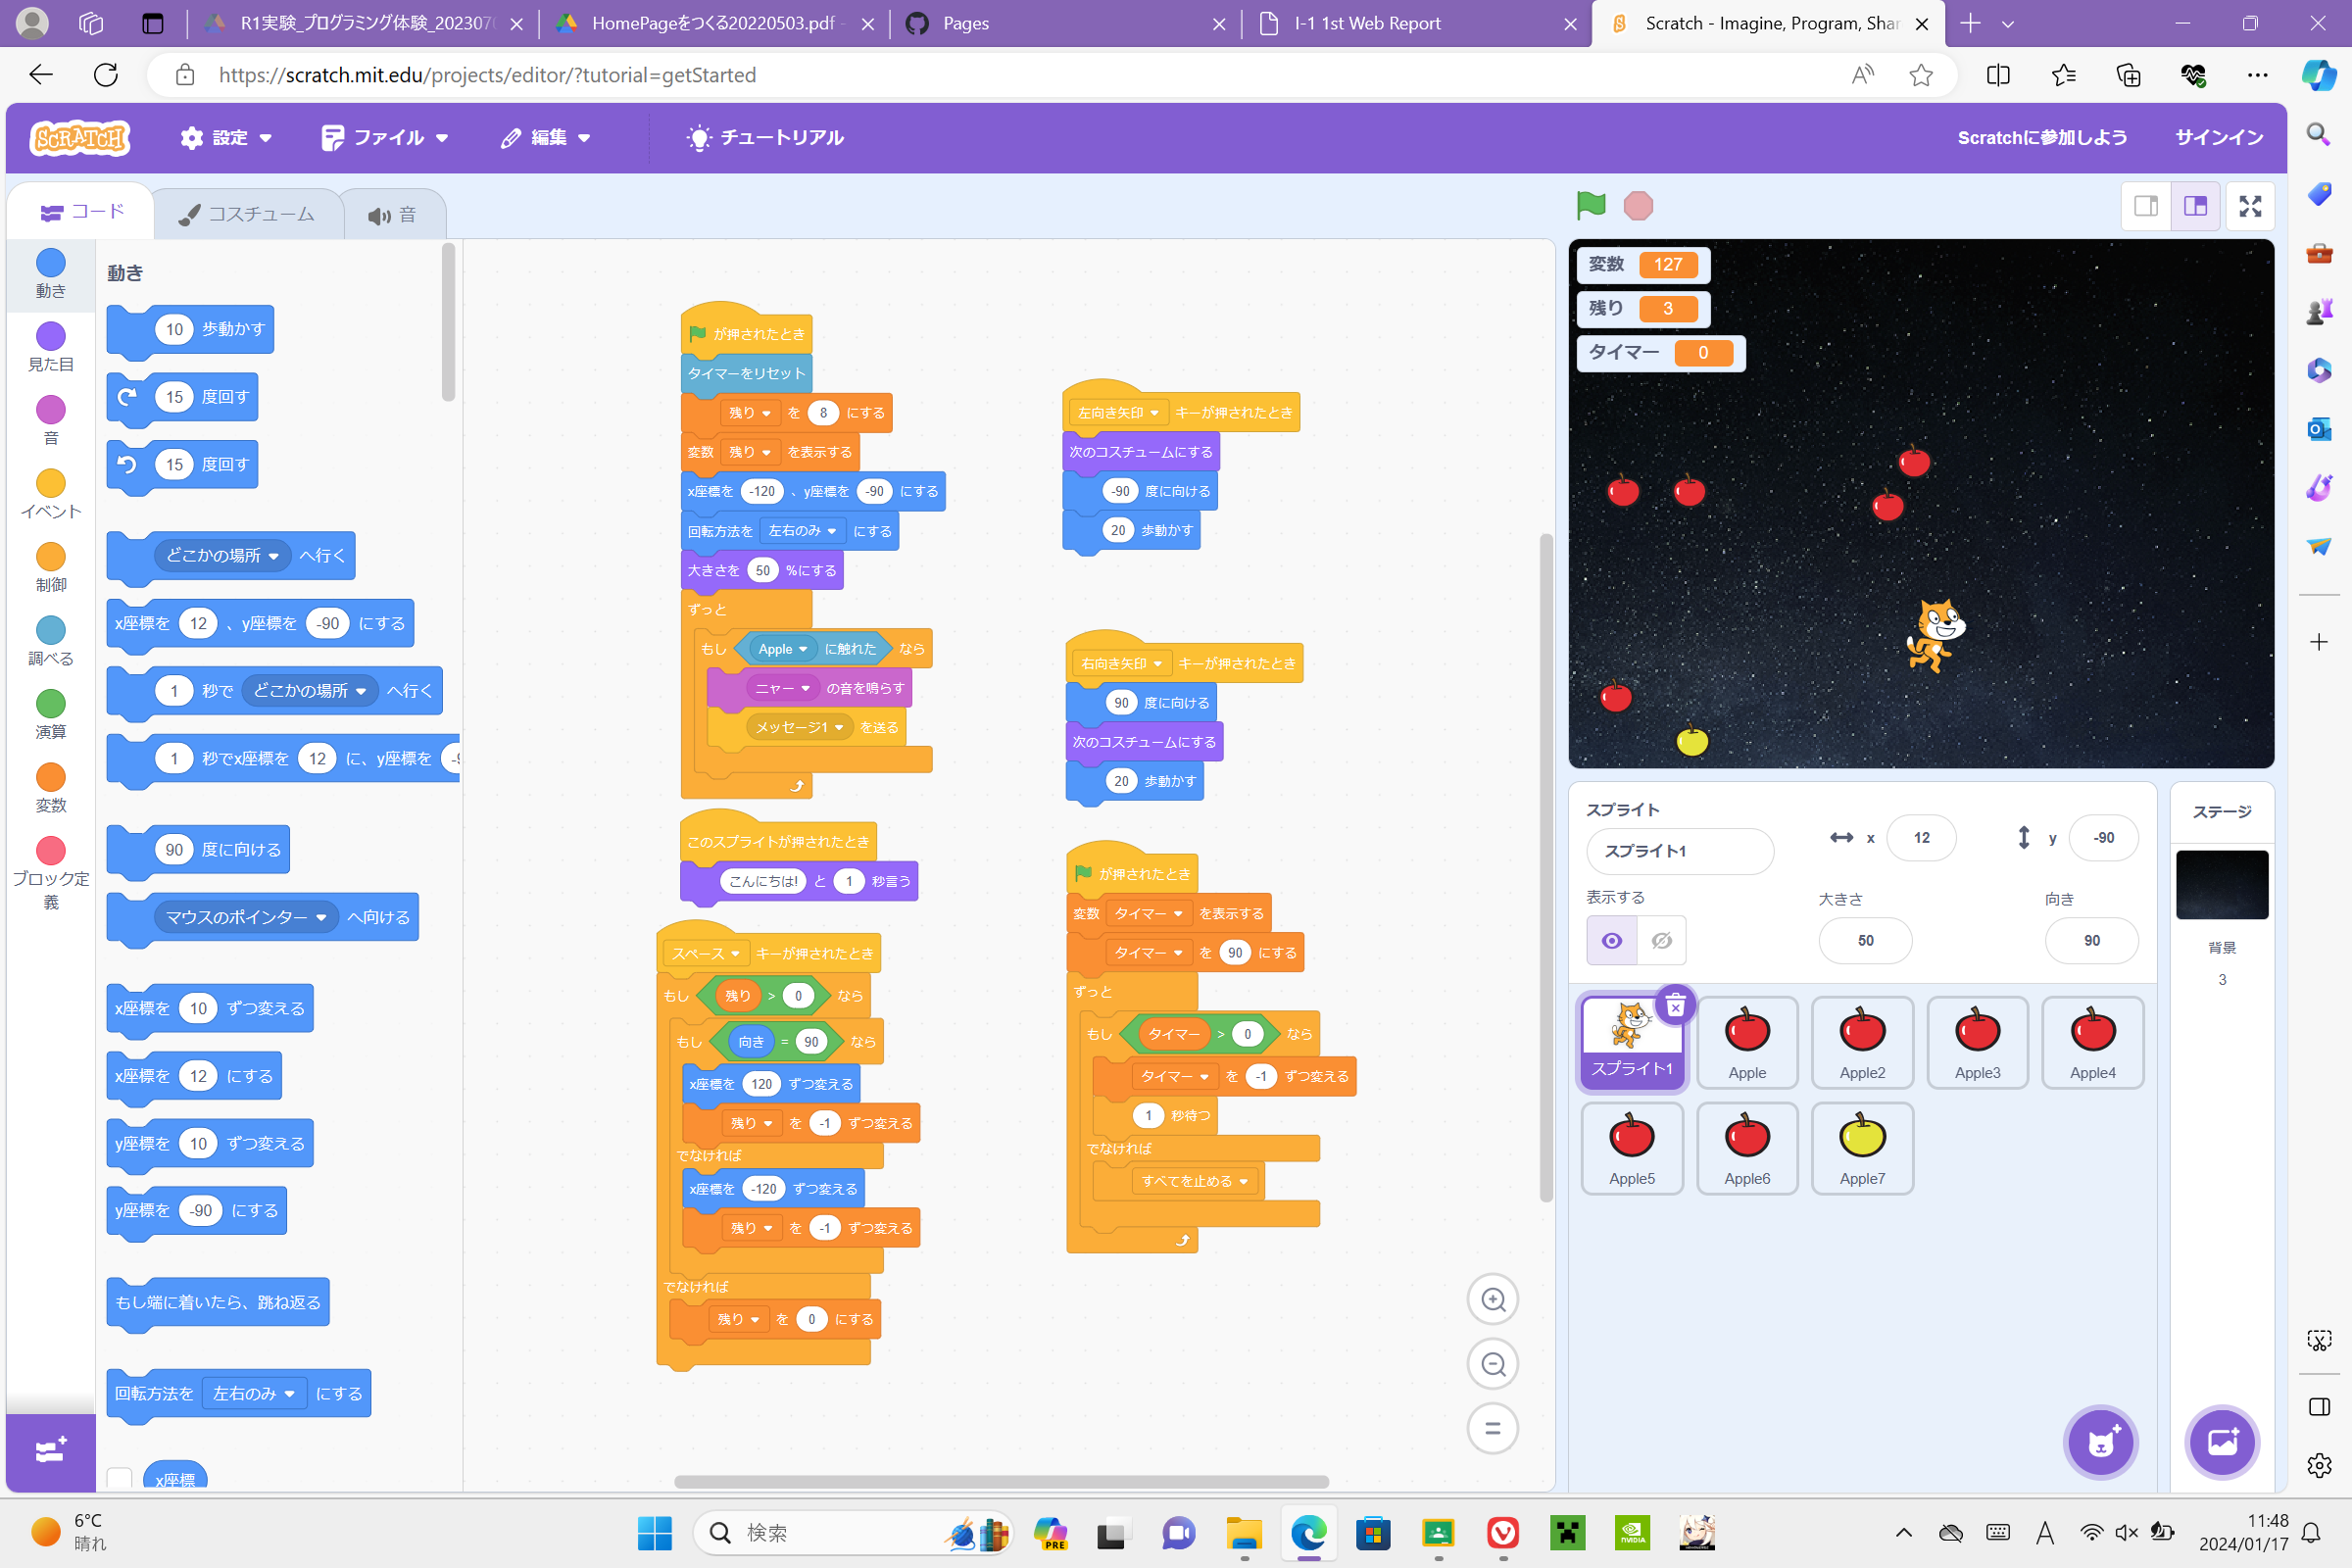 R1実験_プログラミング体験_202307
HomePageをつくる20220503.pdf -
Pages
I-1 1st Web Report
Scratch - Imagine, Program, Shar
https://scratch.mit.edu/projects/editor/?tutorial=getStarted
SCRATCH
設定
ファイル
編集
チュートリアル
Scratchに参加しよう
サインイン
コード
コスチューム
音
動き
見た目
音
イベント
制御
調べる
演算
変数
ブロック定義
動き
10 歩動かす
15 度回す
15 度回す
どこかの場所 へ行く
x座標を 12 、y座標を -90 にする
1 秒で どこかの場所 へ行く
1 秒でx座標を 12 に、y座標を
90 度に向ける
マウスのポインター へ向ける
x座標を 10 ずつ変える
x座標を 12 にする
y座標を 10 ずつ変える
y座標を -90 にする
もし端に着いたら、跳ね返る
回転方法を 左右のみ にする
x座標
が押されたとき
タイマーをリセット
残り を 8 にする
変数 残り を表示する
x座標を -120 、y座標を -90 にする
回転方法を 左右のみ にする
大きさを 50 %にする
ずっと
もし Apple に触れた なら
ニャー の音を鳴らす
メッセージ1 を送る
このスプライトが押されたとき
こんにちは! と 1 秒言う
スペース キーが押されたとき
もし 残り > 0 なら
もし 向き = 90 なら
x座標を 120 ずつ変える
残り を -1 ずつ変える
でなければ
x座標を -120 ずつ変える
残り を -1 ずつ変える
でなければ
残り を 0 にする
左向き矢印 キーが押されたとき
次のコスチュームにする
-90 度に向ける
20 歩動かす
右向き矢印 キーが押されたとき
90 度に向ける
次のコスチュームにする
20 歩動かす
が押されたとき
変数 タイマー を表示する
タイマー を 90 にする
ずっと
もし タイマー > 0 なら
タイマー を -1 ずつ変える
1 秒待つ
でなければ
すべてを止める
変数 127
残り 3
タイマー 0
スプライト
スプライト1
x 12
y -90
表示する
大きさ
50
向き
90
スプライト1
Apple
Apple2
Apple3
Apple4
Apple5
Apple6
Apple7
ステージ
背景
3
6°C
晴れ
検索
PRE
NVIDIA
A
11:48
2024/01/17